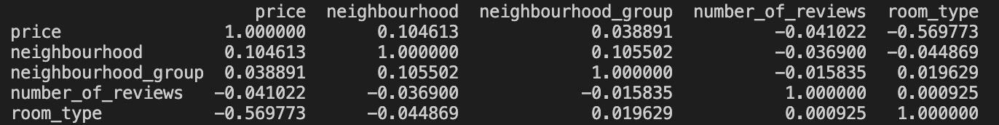 price neighbourhood neighbourhood_group number_of_reviews room_type
price 1.000000 0.104613 0.038891 -0.041022 -0.569773
neighbourhood 0.104613 1.000000 0.105502 -0.036900 -0.044869
neighbourhood_group 0.038891 0.105502 1.000000 -0.015835 0.019629
number_of_reviews -0.041022 -0.036900 -0.015835 1.000000 0.000925
room_type -0.569773 -0.044869 0.019629 0.000925 1.000000